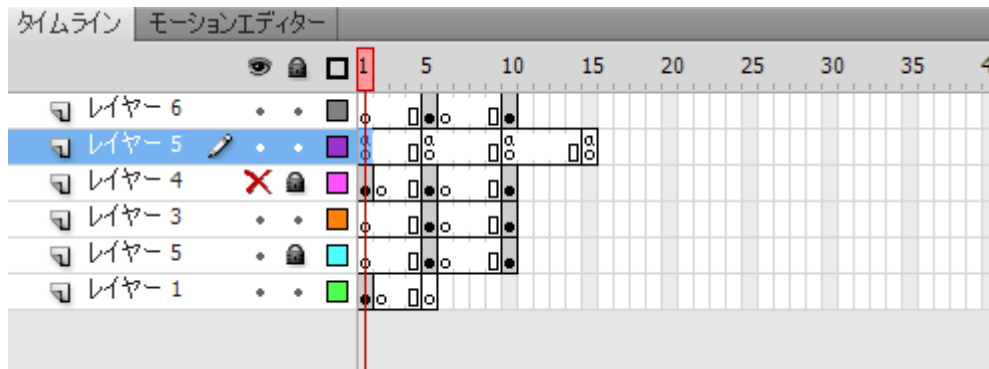 タイムライン モーションエディター
1 5 10 15 20 25 30 35 4
レイヤー 6
a a a a
レイヤー 5
レイヤー 4
レイヤー 3
レイヤー 5
レイヤー 1